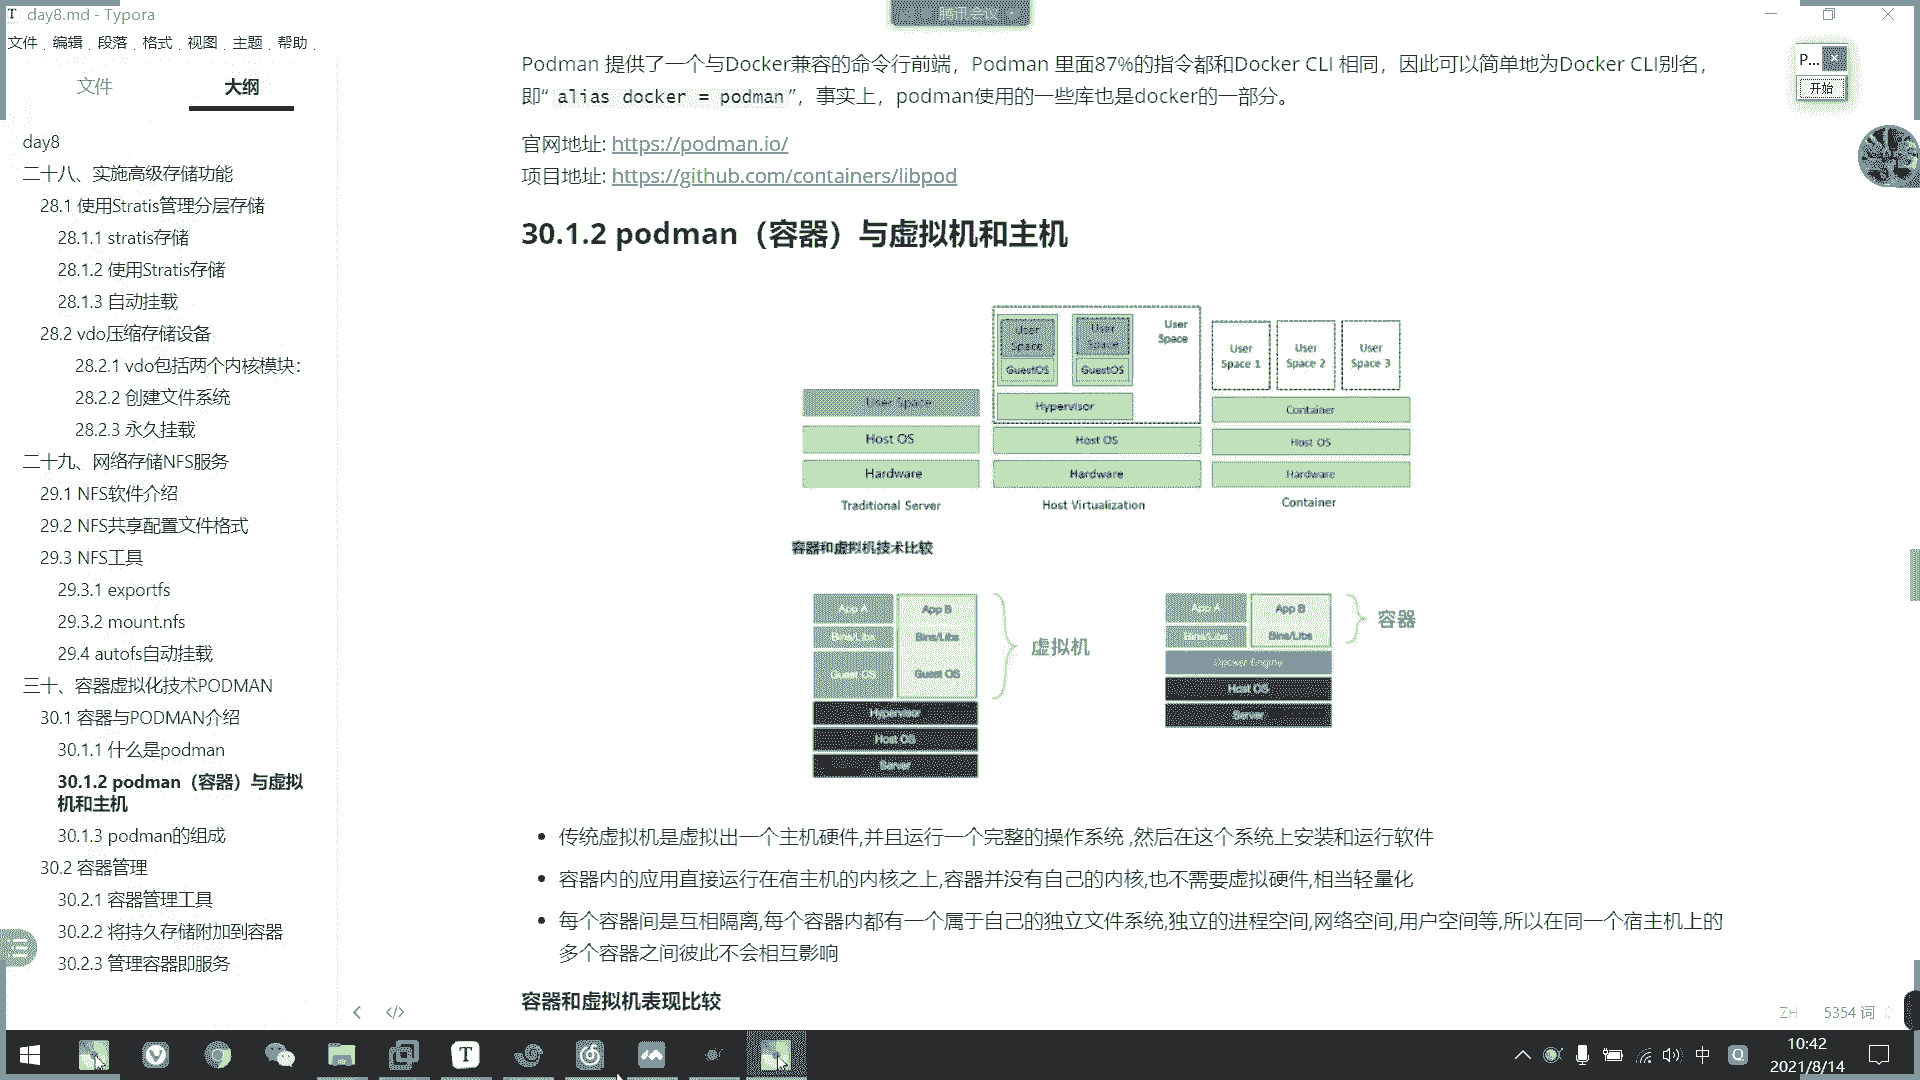 day8.md - Typora
腾讯会议
文件 编辑 段落 格式 视图 主题 帮助
文件 大纲
day8
二十八、实施高级存储功能
28.1 使用Stratis管理分层存储
28.1.1 stratis存储
28.1.2 使用Stratis存储
28.1.3 自动挂载
28.2 vdo压缩存储设备
28.2.1 vdo包括两个内核模块：
28.2.2 创建文件系统
28.2.3 永久挂载
二十九、网络存储NFS服务
29.1 NFS软件介绍
29.2 NFS共享配置文件格式
29.3 NFS工具
29.3.1 exportfs
29.3.2 mount.nfs
29.4 autofs自动挂载
三十、容器虚拟化技术PODMAN
30.1 容器与PODMAN介绍
30.1.1 什么是podman
30.1.2 podman（容器）与虚拟
机和主机
30.1.3 podman的组成
30.2 容器管理
30.2.1 容器管理工具
30.2.2 将持久存储附加到容器
30.2.3 管理容器即服务
Podman 提供了一个与Docker兼容的命令行前端，Podman 里面87%的指令都和Docker CLI 相同，因此可以简单地为Docker CLI别名，
即“ alias docker = podman ”，事实上，podman使用的一些库也是docker的一部分。
官网地址: https://podman.io/
项目地址: https://github.com/containers/libpod
30.1.2 podman（容器）与虚拟机和主机
User Space
Host OS
Hardware
Traditional Server
User Space
GuestOS
User Space
GuestOS
User Space
Hypervisor
Host OS
Hardware
Host Virtualization
User Space 1
User Space 2
User Space 3
Container
Host OS
Hardware
Container
容器和虚拟机技术比较
App A App B
Bins/Libs Bins/Libs
Guest OS Guest OS
Hypervisor
Host OS
Server
虚拟机
App A App B
Bins/Libs Bins/Libs
Docker Enginy
Host OS
Server
容器
传统虚拟机是虚拟出一个主机硬件,并且运行一个完整的操作系统 ,然后在这个系统上安装和运行软件
容器内的应用直接运行在宿主机的内核之上,容器并没有自己的内核,也不需要虚拟硬件,相当轻量化
每个容器间是互相隔离,每个容器内都有一个属于自己的独立文件系统,独立的进程空间,网络空间,用户空间等,所以在同一个宿主机上的
多个容器之间彼此不会相互影响
容器和虚拟机表现比较
P...
开始
ZH 5354 词
中
10:42
2021/8/14